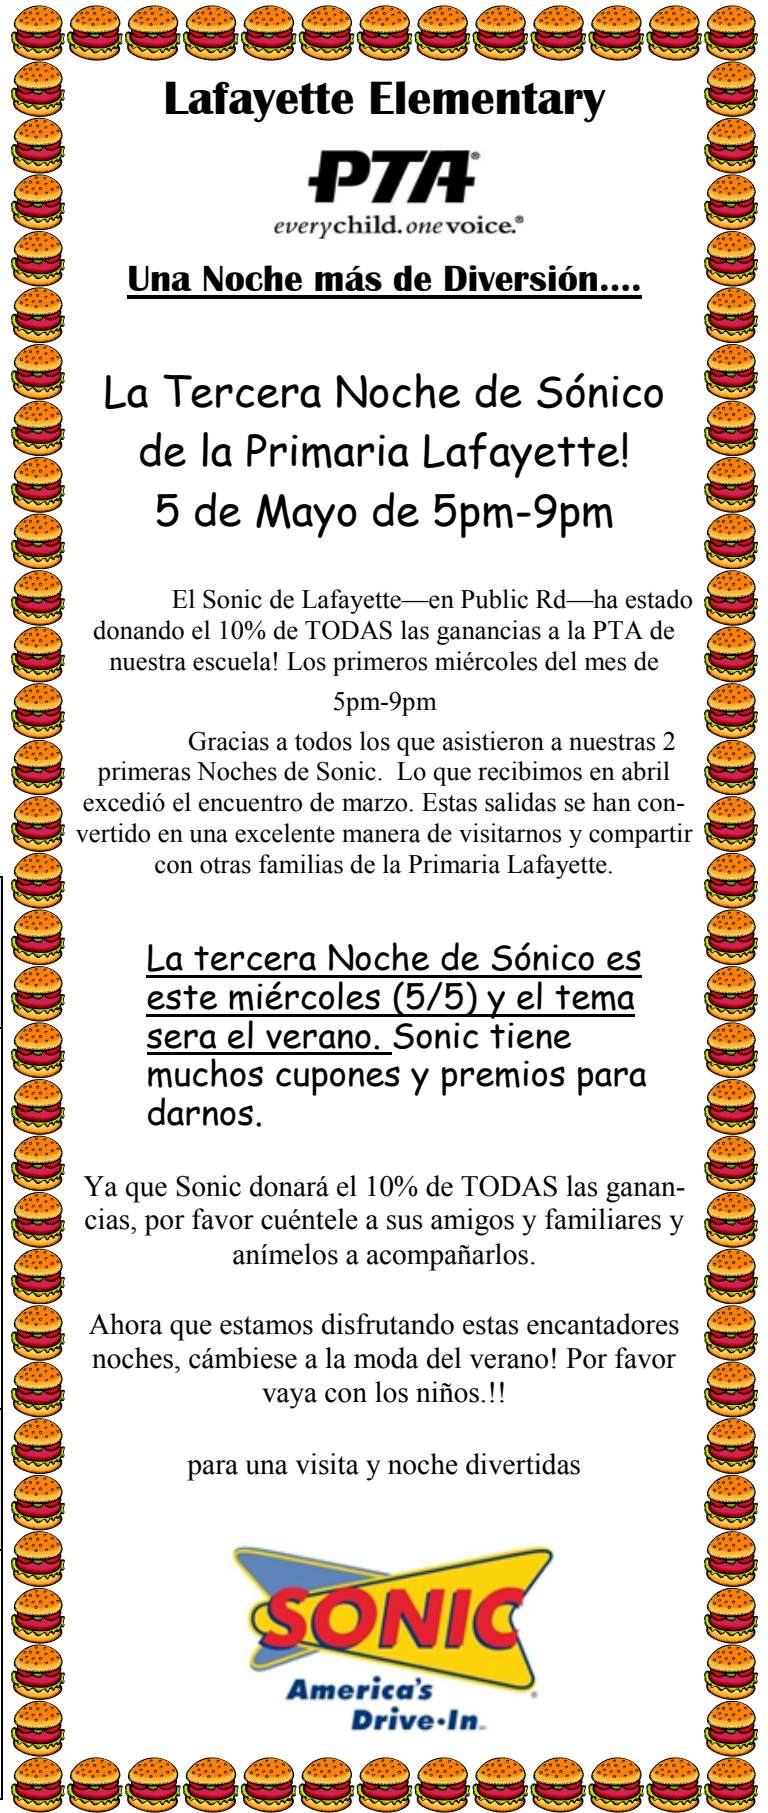 Lafayette Elementary
PTA®
everychild.onevoice.®
Una Noche más de Diversión....
La Tercera Noche de Sónico
de la Primaria Lafayette!
5 de Mayo de 5pm-9pm
El Sonic de Lafayette—en Public Rd—ha estado
donando el 10% de TODAS las ganancias a la PTA de
nuestra escuela! Los primeros miércoles del mes de
5pm-9pm
Gracias a todos los que asistieron a nuestras 2
primeras Noches de Sonic.  Lo que recibimos en abril
excedió el encuentro de marzo. Estas salidas se han con-
vertido en una excelente manera de visitarnos y compartir
con otras familias de la Primaria Lafayette.
La tercera Noche de Sónico es
este miércoles (5/5) y el tema
sera el verano. Sonic tiene
muchos cupones y premios para
darnos.
Ya que Sonic donará el 10% de TODAS las ganan-
cias, por favor cuéntele a sus amigos y familiares y
anímelos a acompañarlos.
Ahora que estamos disfrutando estas encantadores
noches, cámbiese a la moda del verano! Por favor
vaya con los niños.!!
para una visita y noche divertidas
SONIC
America's
Drive-In